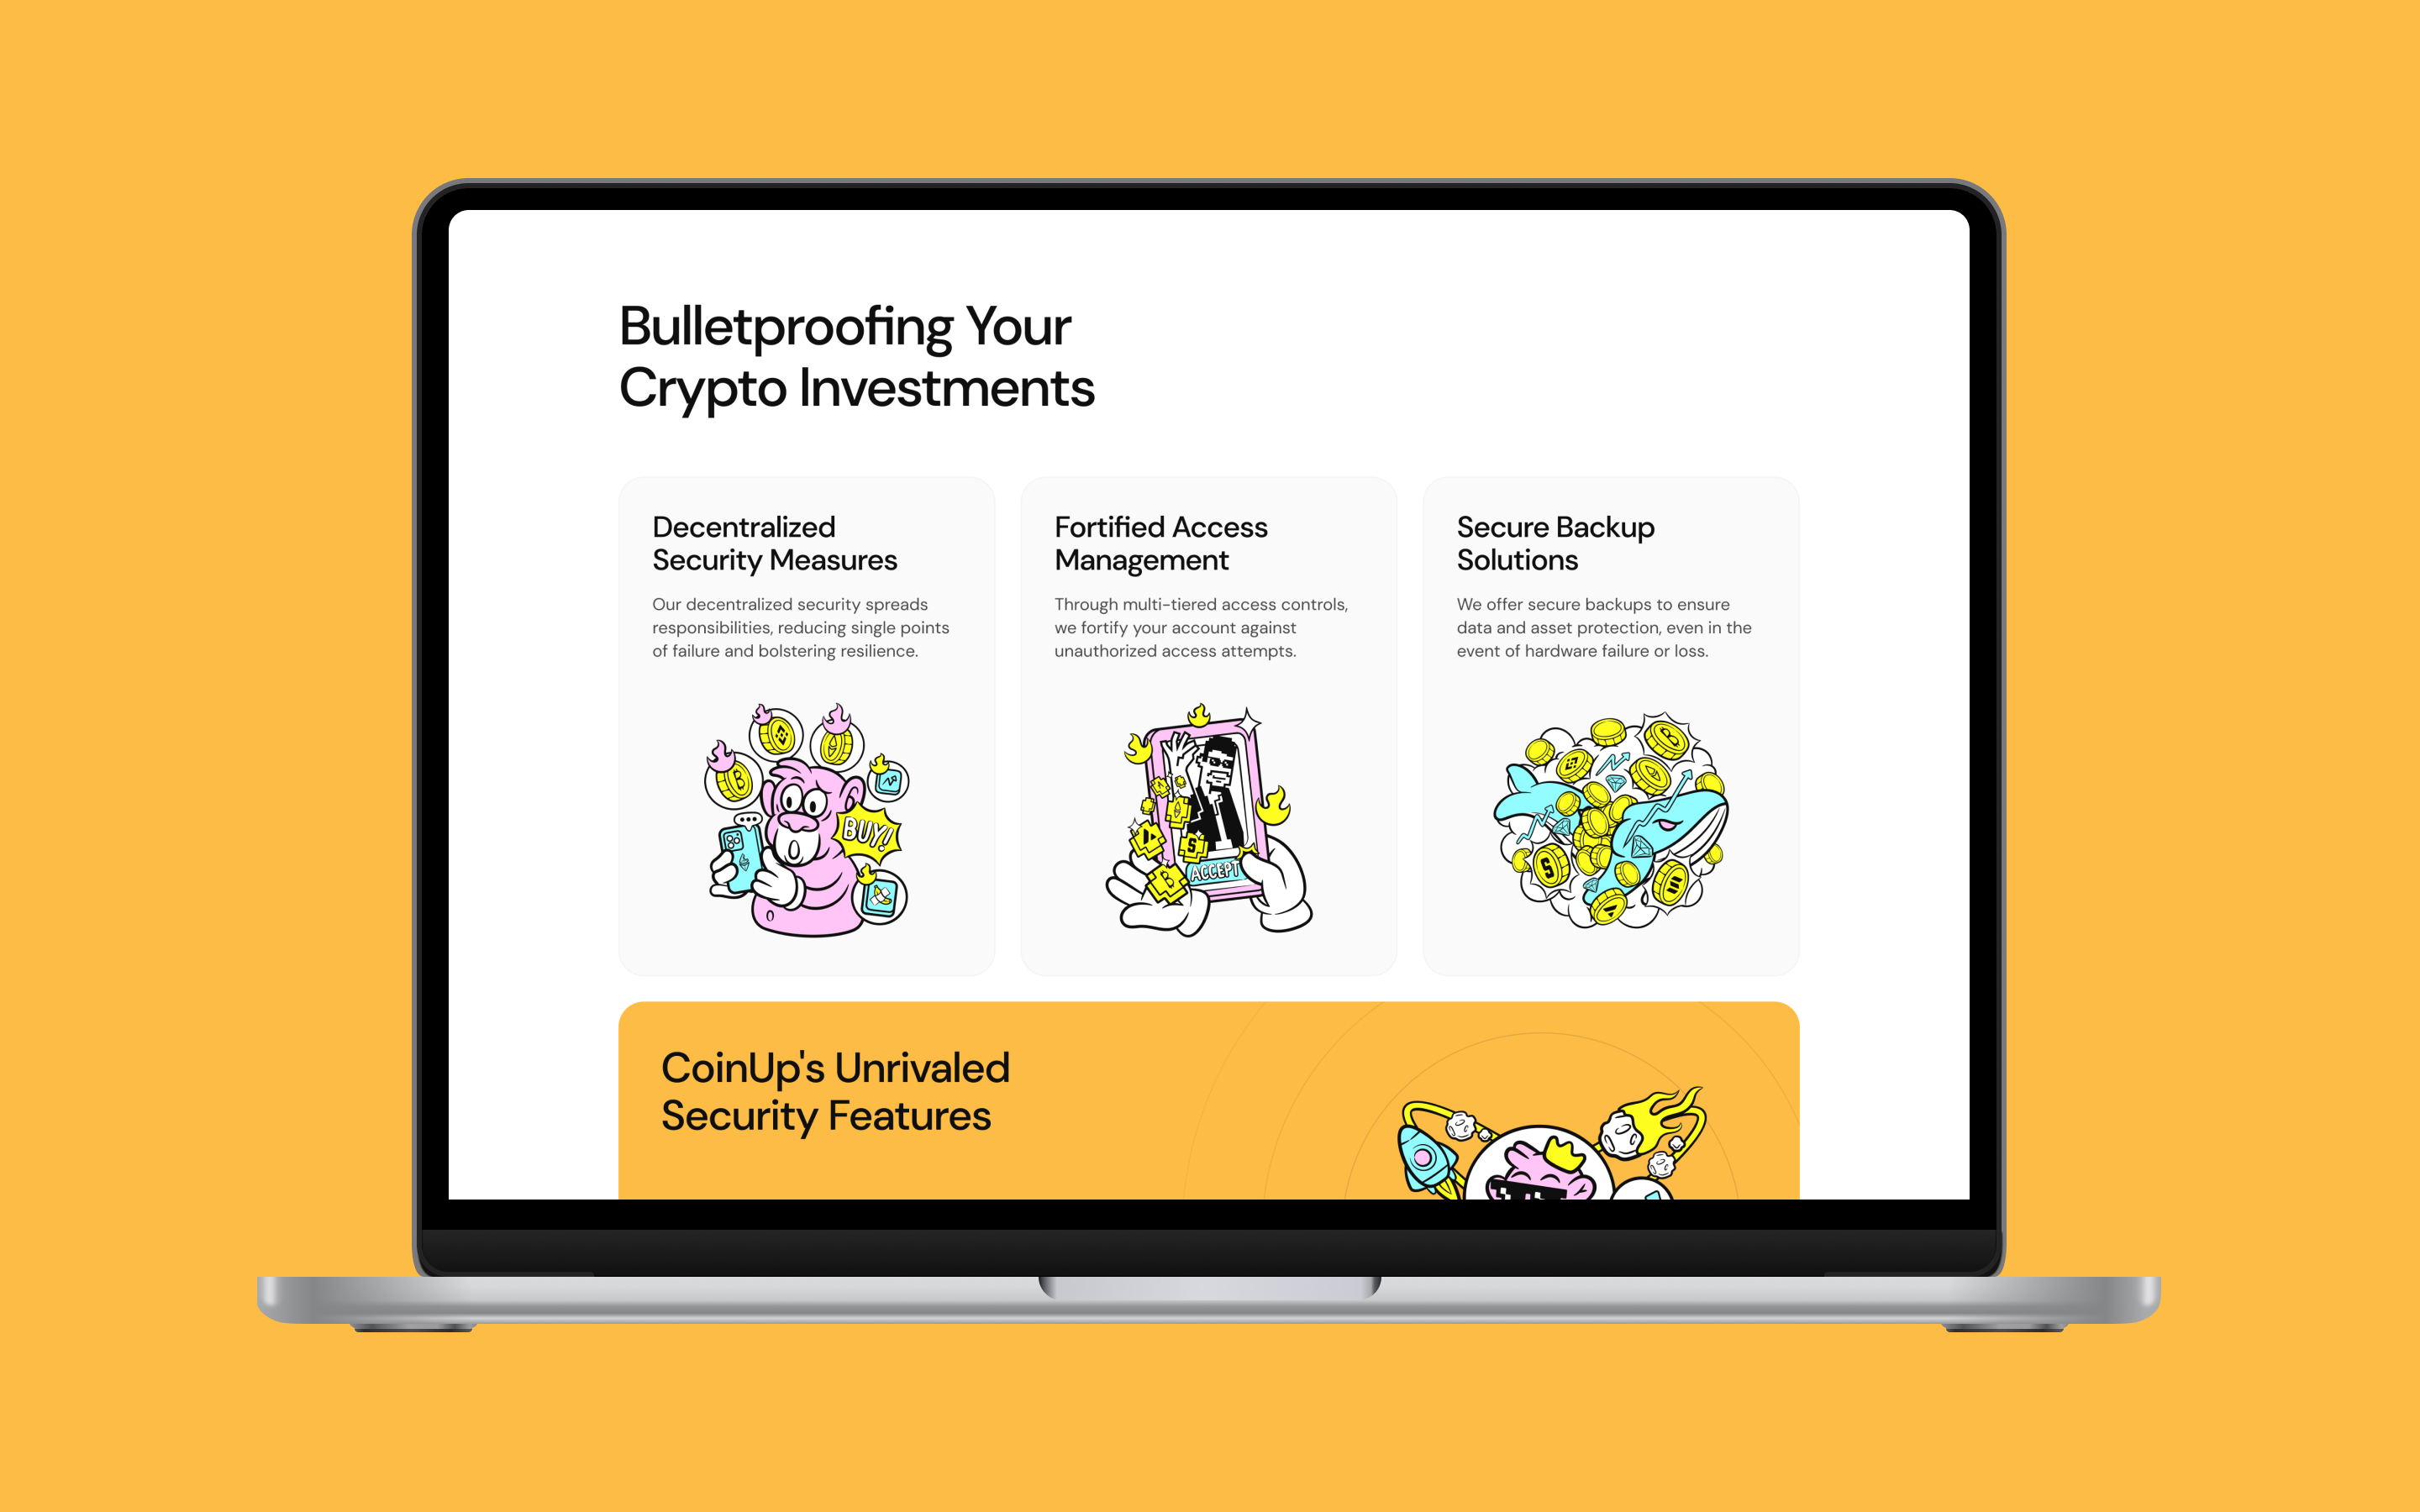 Bulletproofing Your
Crypto Investments
Decentralized
Security Measures
Our decentralized security spreads
responsibilities, reducing single points
of failure and bolstering resilience.
BUY!
Fortified Access
Management
Through multi-tiered access controls,
we fortify your account against
unauthorized access attempts.
ACCEPT
Secure Backup
Solutions
We offer secure backups to ensure
data and asset protection, even in the
event of hardware failure or loss.
CoinUp's Unrivaled
Security Features